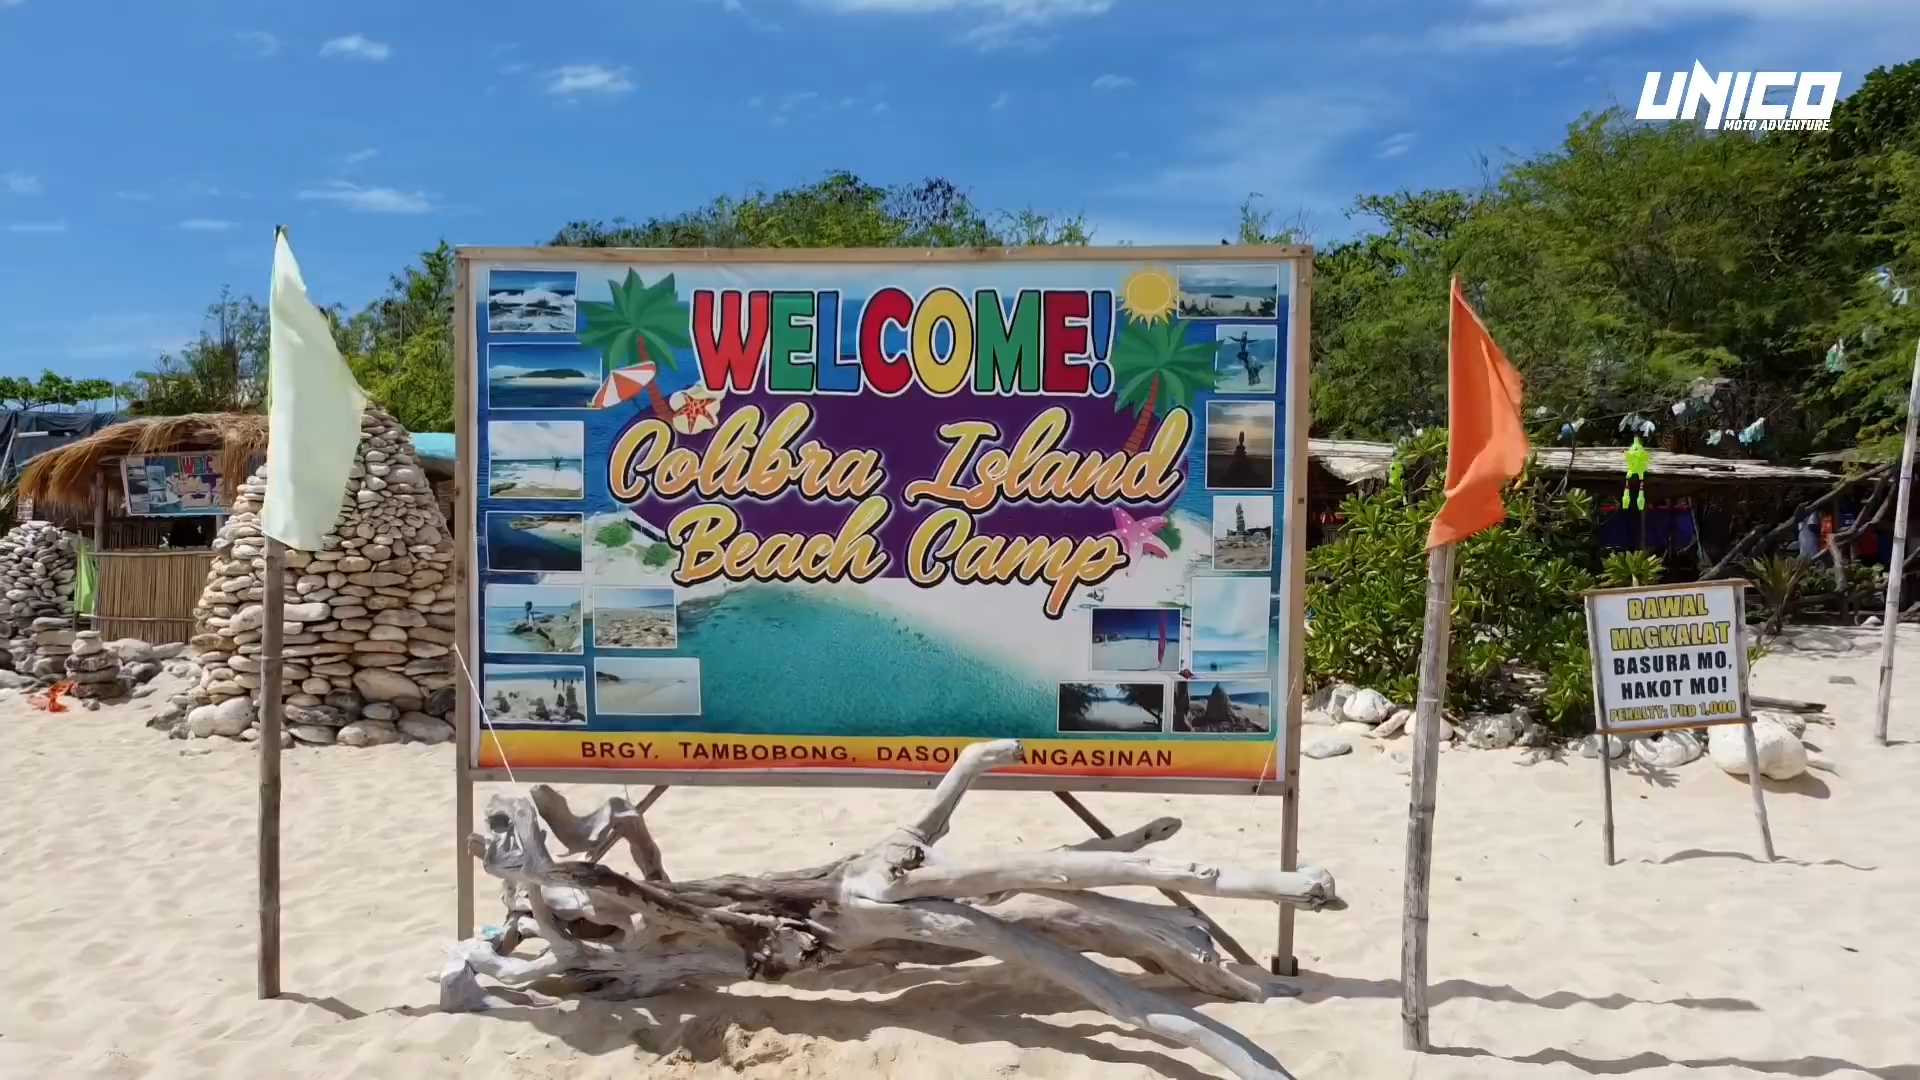 UNICO
MOTO ADVENTURE
WELCOME!
Colibra Island
Beach Camp
BRGY. TAMBOBONG, DASOL ANGASINAN
BAWAL
MAGKALAT
BASURA MO,
HAKOT MO!
PENALTY: Php 1,000